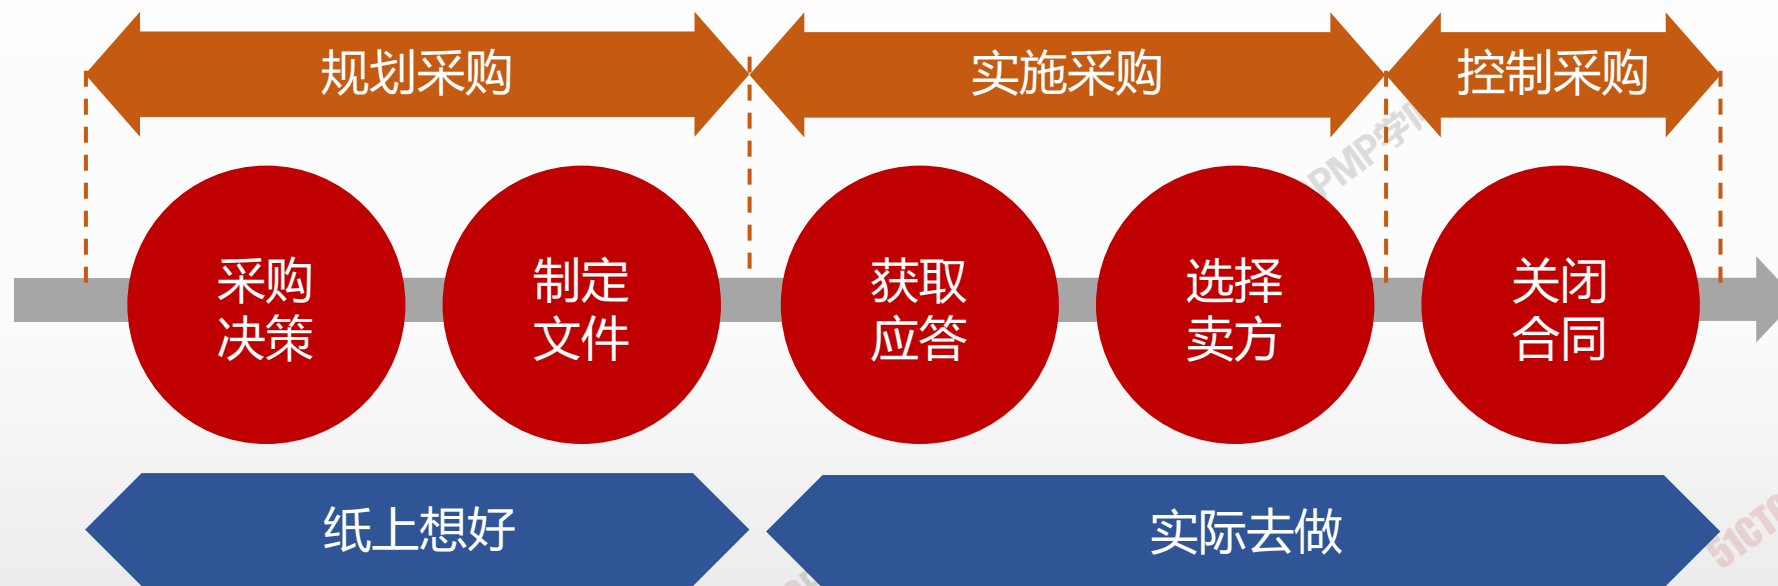 规划采购
实施采购
控制采购
采购
决策
制定
文件
获取
应答
选择
卖方
关闭
合同
纸上想好
实际去做